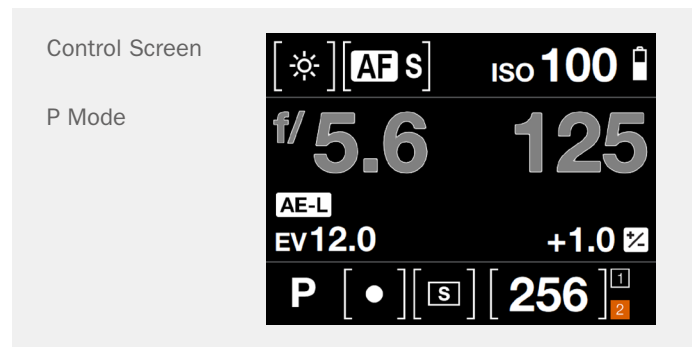 Control Screen
P Mode
AF S ISO 100
f/5.6 125
AE-L
EV12.0 +1.0 +/-
P S 256 1
2